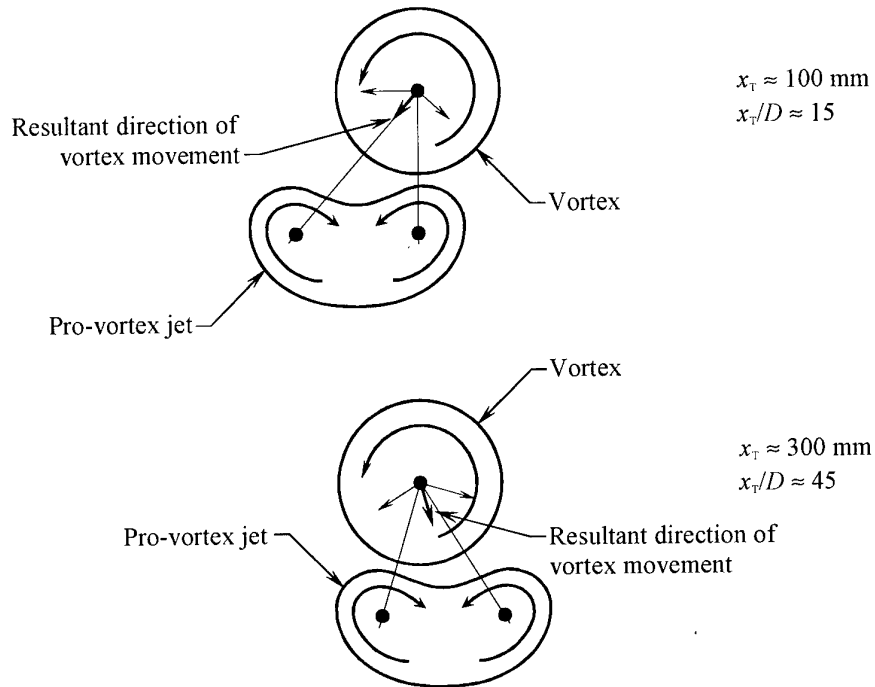 x_T ≈ 100 mm
x_T/D ≈ 15
Resultant direction of
vortex movement
Vortex
Pro-vortex jet
Vortex
x_T ≈ 300 mm
x_T/D ≈ 45
Pro-vortex jet
Resultant direction of
vortex movement